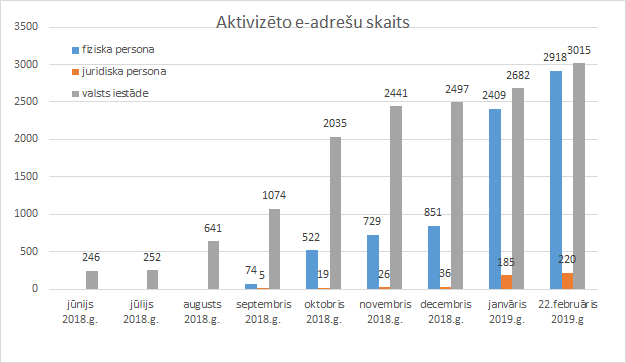 Aktivizēto e-adrešu skaits
3500
3000
2500
2000
1500
1000
500
0
fiziska persona
juridiska persona
valsts iestāde
246
252
641
74 5 1074
522 19 2035
729 26 2441
851 36 2497
2409 185 2682
2918 220 3015
jūnijs jūlijs augusts septembris oktobris novembris decembris janvāris 22.februāris
2018.g. 2018.g. 2018.g. 2018.g. 2018.g. 2018.g. 2018.g. 2019.g. 2019.g